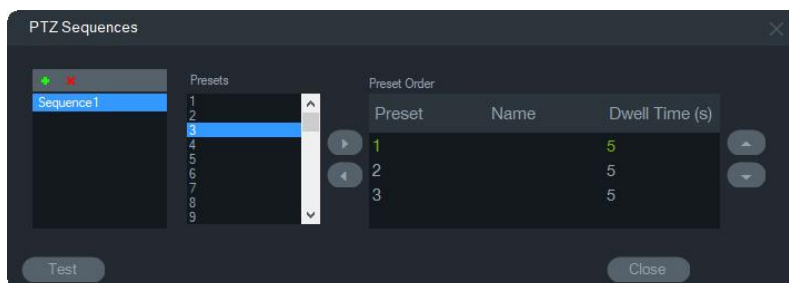 PTZ Sequences
Sequence1
Presets
1
2
3
4
5
6
7
8
9
Preset Order
Preset Name Dwell Time (s)
1 5
2 5
3 5
Test
Close